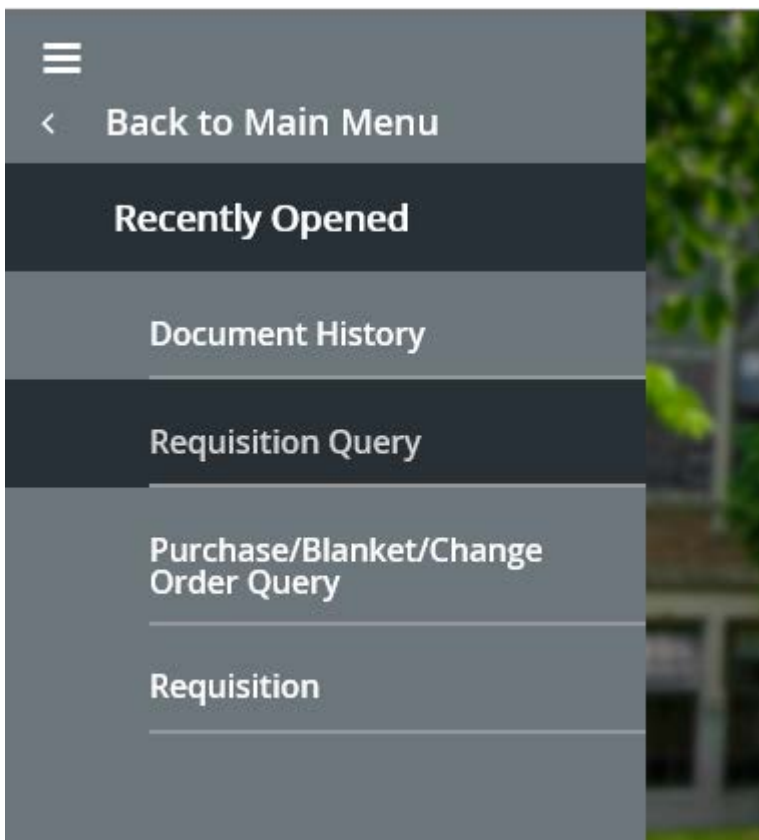 Back to Main Menu
Recently Opened
Document History
Requisition Query
Purchase/Blanket/Change
Order Query
Requisition